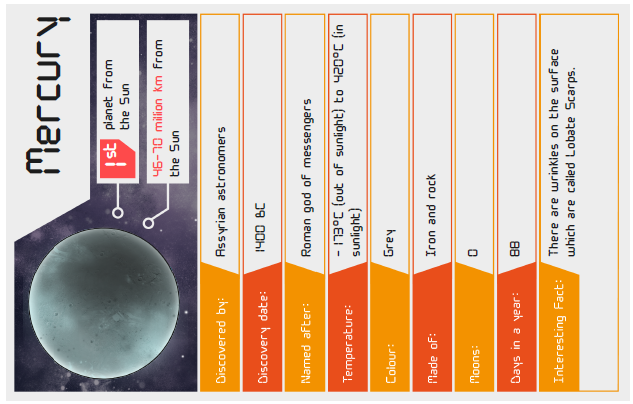 Mercury
1st
planet from
the Sun
46-70 million km from
the Sun
Discovered by:
Assyrian astronomers
Discovery date:
1400 BC
Named after:
Roman god of messengers
Temperature:
- 173°C (out of sunlight) to 420°C (in
sunlight)
Colour:
Grey
Made of:
Iron and rock
Moons:
0
Days in a year:
88
Interesting Fact:
There are wrinkles on the surface
which are called Lobate Scarps.